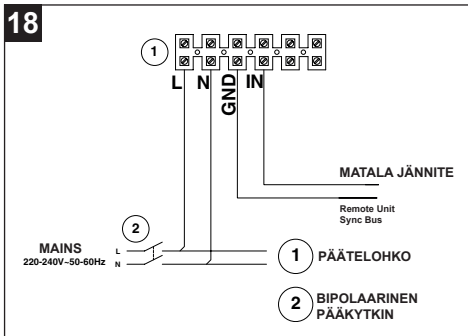 18
1
L N GND IN
MATALA JÄNNITE
Remote Unit
Sync Bus
2
MAINS
220-240V~50-60Hz
L
N
1 PÄÄTELOHKO
2 BIPOLAARINEN
PÄÄKYTKIN